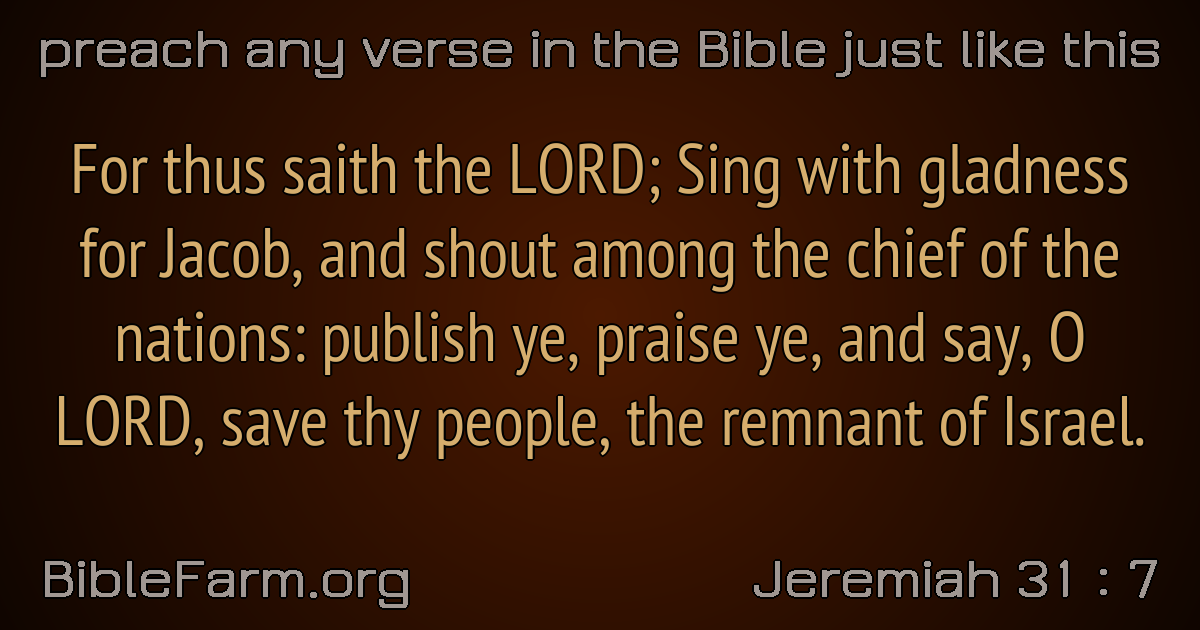 preach any verse in the Bible just like this
For thus saith the LORD; Sing with gladness
for Jacob, and shout among the chief of the
nations: publish ye, praise ye, and say, O
LORD, save thy people, the remnant of Israel.
BibleFarm.org
Jeremiah 31 : 7